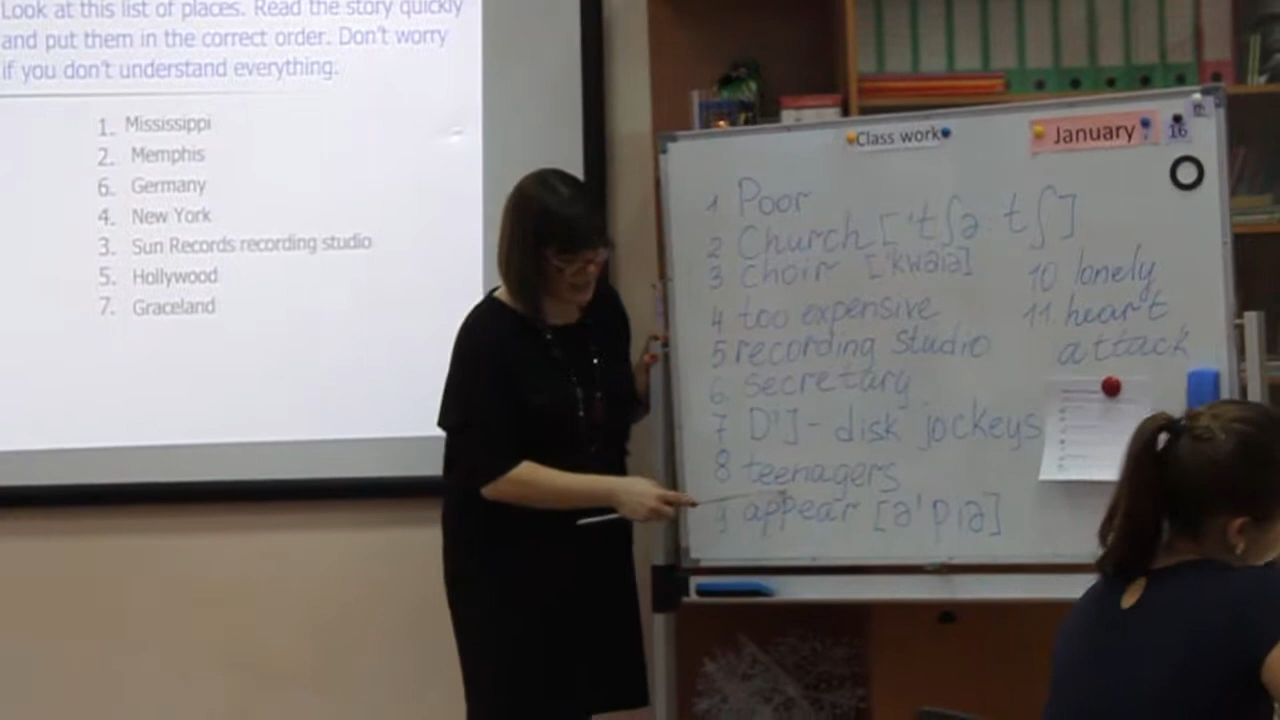 Look at this list of places. Read the story quickly
and put them in the correct order. Don't worry
if you don't understand everything.
1. Mississippi
2. Memphis
6. Germany
4. New York
3. Sun Records recording studio
5. Hollywood
7. Graceland
Class work
January 16
1 Poor
2 Church ['tʃə: tʃ]
3 choir ['kwaiə]
4 too expensive
5 recording studio
6 secretary
7 D'J - disk jockeys
8 teenagers
9 appear [ə'pıə]
10 lonely
11. heart
attack